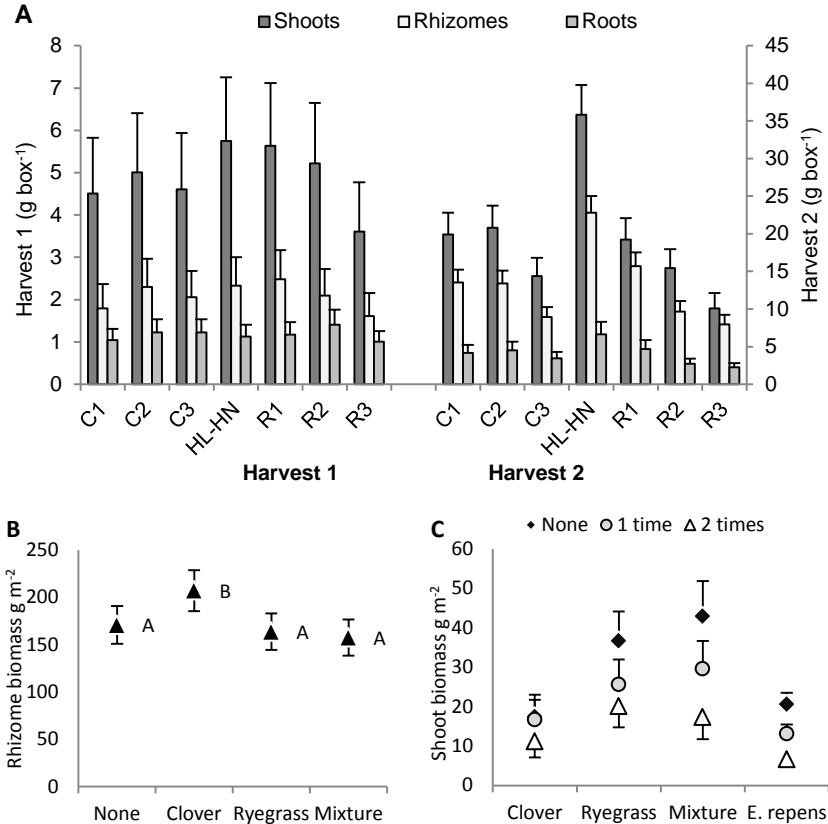 A
Shoots Rhizomes Roots
Harvest 1 (g box-1)
8
7
6
5
4
3
2
1
0
45
40
35
30
25
20
15
10
5
0
Harvest 2 (g box-1)
C1 C2 C3 HL-HN R1 R2 R3 C1 C2 C3 HL-HN R1 R2 R3
Harvest 1 Harvest 2
B
Rhizome biomass g m-2
250
200
150
100
50
0
A B A A
None Clover Ryegrass Mixture
C
None 1 time 2 times
Shoot biomass g m-2
60
50
40
30
20
10
0
Clover Ryegrass Mixture E. repens